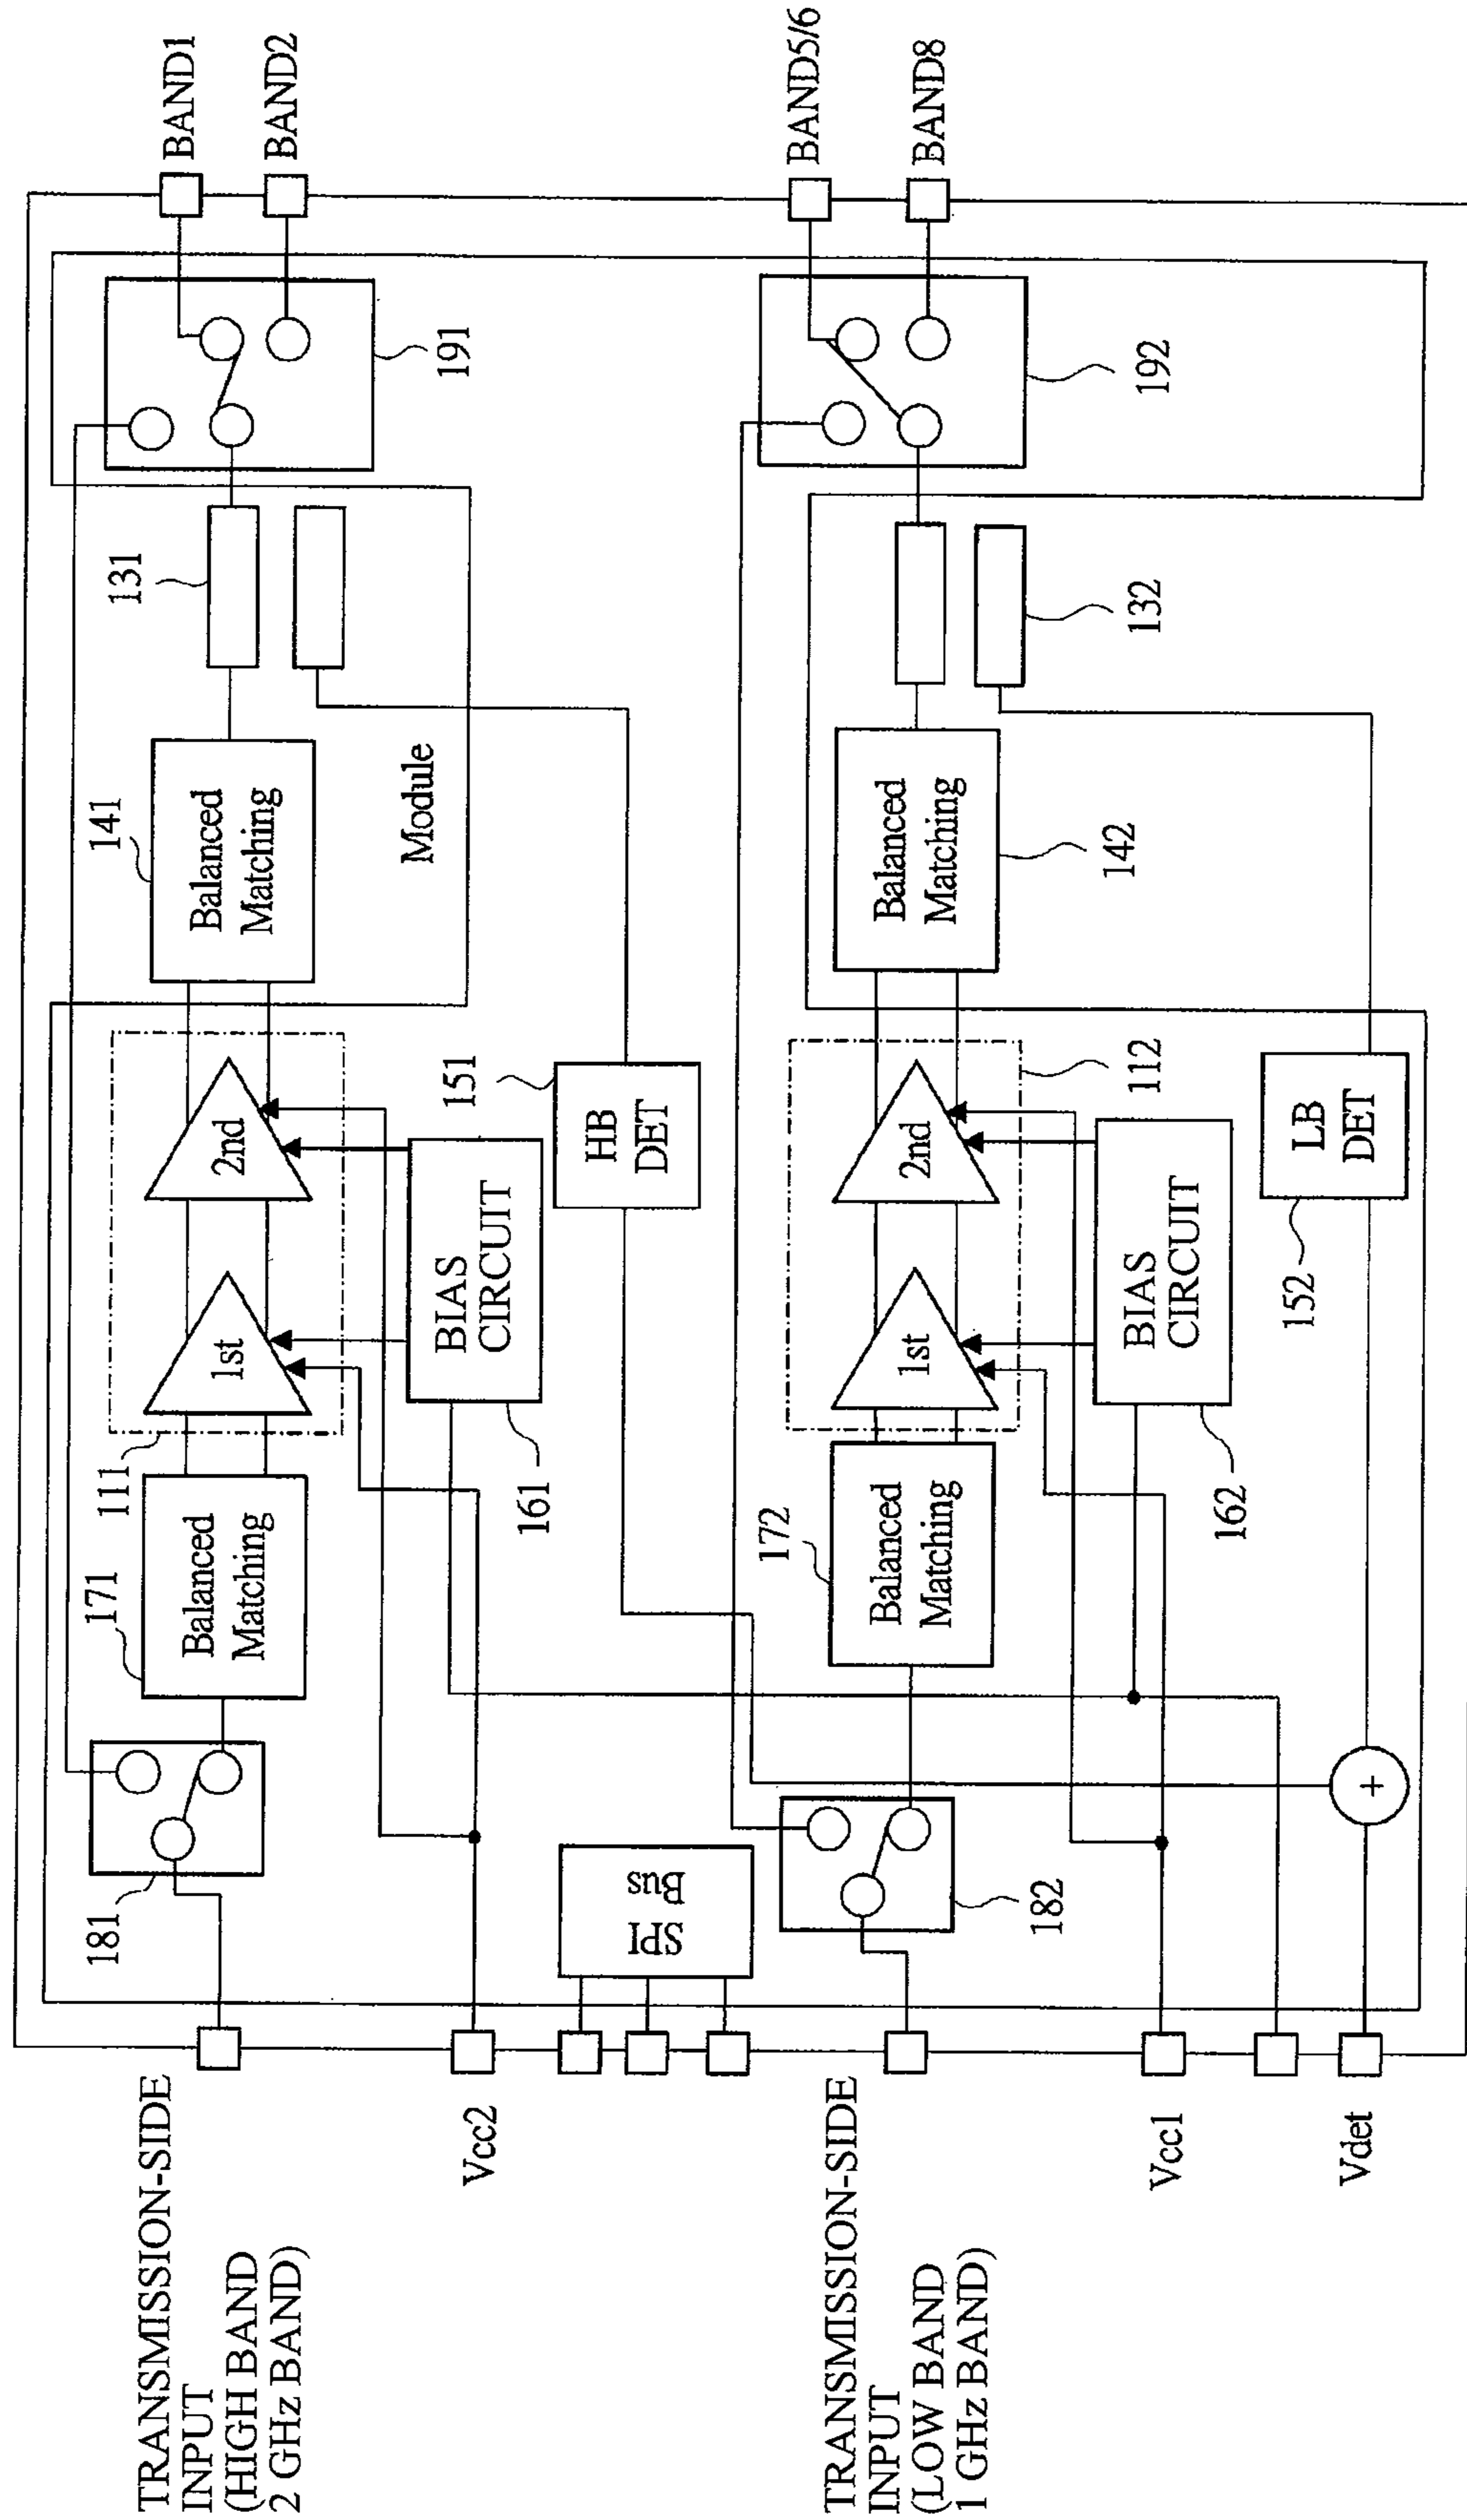 TRANSMISSION-SIDE
INPUT
(HIGH BAND
2 GHz BAND)
Vcc2
TRANSMISSION-SIDE
INPUT
(LOW BAND
1 GHz BAND)
Vcc1
Vdet
181
171
Balanced
Matching
111
1st
2nd
141
Balanced
Matching
131
191
BAND1
BAND2
161
BIAS
CIRCUIT
151
HB
DET
Module
SPI
Bus
182
172
Balanced
Matching
1st
2nd
112
Balanced
Matching
142
132
192
BAND5/6
BAND8
162
BIAS
CIRCUIT
152
LB
DET
+